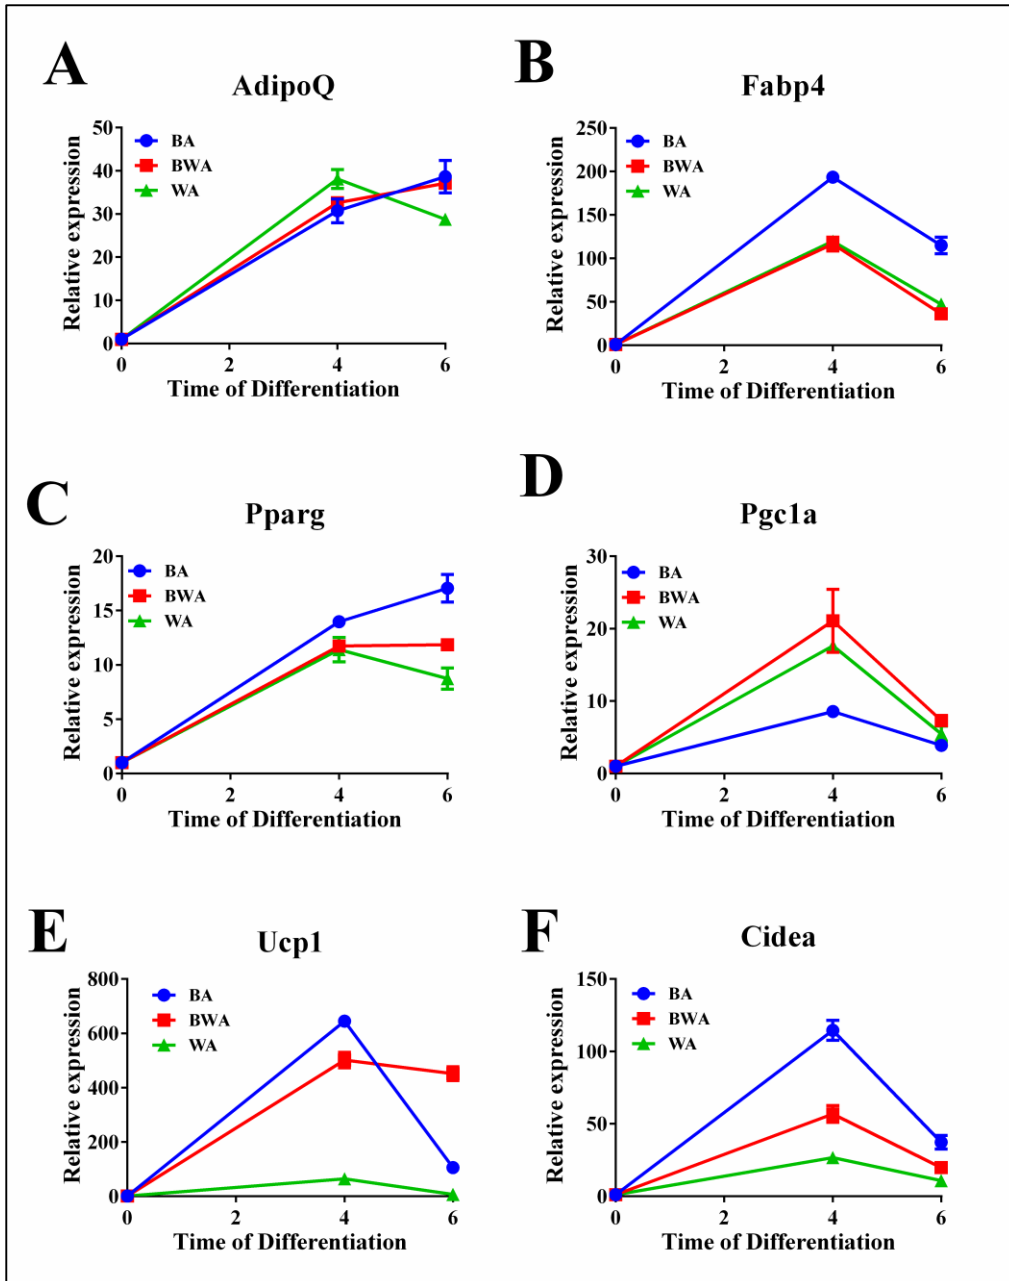 A
AdipoQ
50
40
30
20
10
0
Relative expression
BA
BWA
WA
0 2 4 6
Time of Differentiation
B
Fabp4
250
200
150
100
50
0
Relative expression
BA
BWA
WA
0 2 4 6
Time of Differentiation
C
Pparg
20
15
10
5
0
Relative expression
BA
BWA
WA
0 2 4 6
Time of Differentiation
D
Pgc1a
30
20
10
0
Relative expression
BA
BWA
WA
0 2 4 6
Time of Differentiation
E
Ucp1
800
600
400
200
0
Relative expression
BA
BWA
WA
0 2 4 6
Time of Differentiation
F
Cidea
150
100
50
0
Relative expression
BA
BWA
WA
0 2 4 6
Time of Differentiation